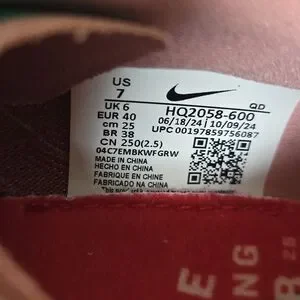 US
7
UK 6
EUR 40
cm 25
BR 38
CN 250(2.5)
04C7EMBKWFGRW
QD
HQ2058-600
06/18/24 | 10/09/24
UPC 00197859756087
MADE IN CHINA
HECHO EN CHINA
FABRIQUÉ EN CHINE
FABRICADO NA CHINA
E
NG